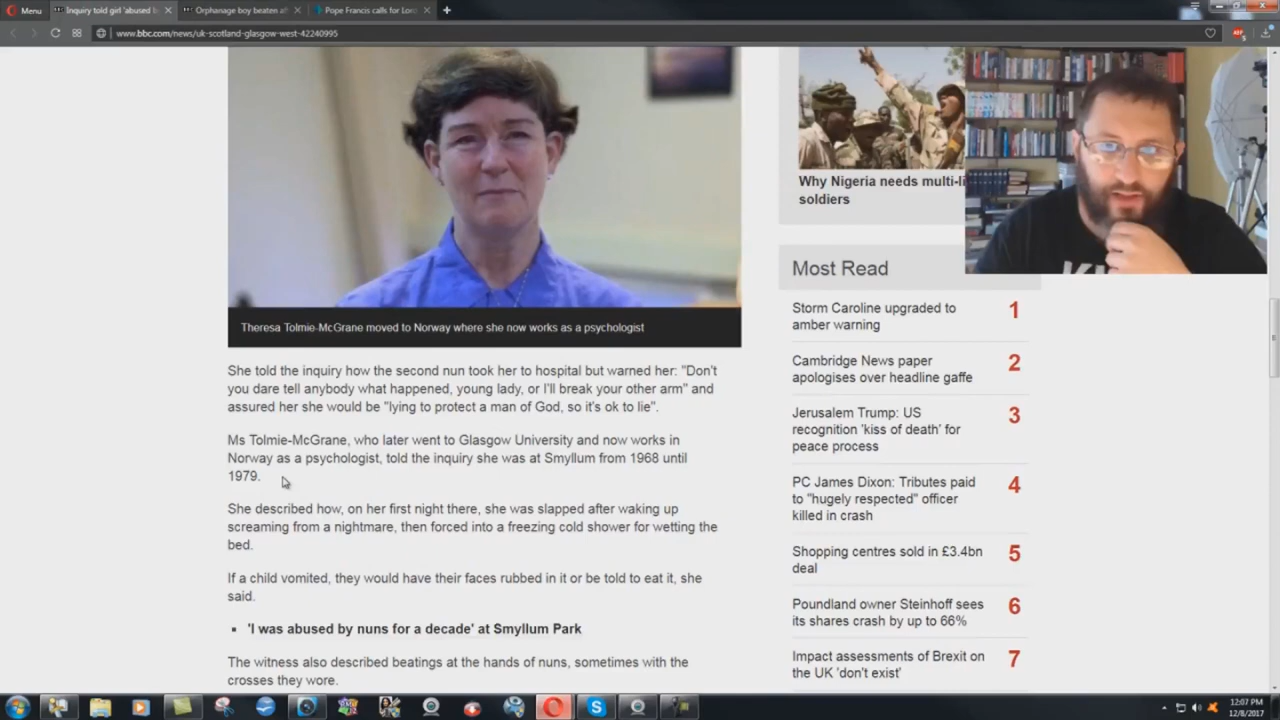 Menu
Inquiry told girl 'abused b
Orphanage boy beaten af
Pope Francis calls for Lord
www.bbc.com/news/uk-scotland-glasgow-west-42240995
Theresa Tolmie-McGrane moved to Norway where she now works as a psychologist
She told the inquiry how the second nun took her to hospital but warned her: "Don't
you dare tell anybody what happened, young lady, or I'll break your other arm" and
assured her she would be "lying to protect a man of God, so it's ok to lie".
Ms Tolmie-McGrane, who later went to Glasgow University and now works in
Norway as a psychologist, told the inquiry she was at Smyllum from 1968 until
1979.
She described how, on her first night there, she was slapped after waking up
screaming from a nightmare, then forced into a freezing cold shower for wetting the
bed.
If a child vomited, they would have their faces rubbed in it or be told to eat it, she
said.
▪ 'I was abused by nuns for a decade' at Smyllum Park
The witness also described beatings at the hands of nuns, sometimes with the
crosses they wore.
Why Nigeria needs multi-li
soldiers
Most Read
Storm Caroline upgraded to 1
amber warning
Cambridge News paper 2
apologises over headline gaffe
Jerusalem Trump: US 3
recognition 'kiss of death' for
peace process
PC James Dixon: Tributes paid 4
to "hugely respected" officer
killed in crash
Shopping centres sold in £3.4bn 5
deal
Poundland owner Steinhoff sees 6
its shares crash by up to 66%
Impact assessments of Brexit on 7
the UK 'don't exist'
12:07 PM
12/8/2017